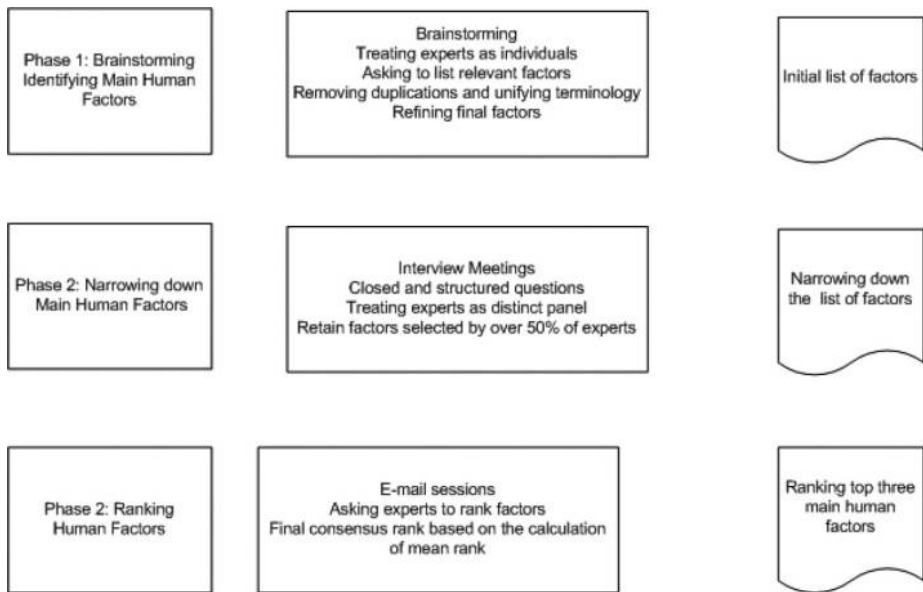 Phase 1: Brainstorming
Identifying Main Human
Factors
Brainstorming
Treating experts as individuals
Asking to list relevant factors
Removing duplications and unifying terminology
Refining final factors
Initial list of factors
Phase 2: Narrowing down
Main Human Factors
Interview Meetings
Closed and structured questions
Treating experts as distinct panel
Retain factors selected by over 50% of experts
Narrowing down
the list of factors
Phase 2: Ranking
Human Factors
E-mail sessions
Asking experts to rank factors
Final consensus rank based on the calculation
of mean rank
Ranking top three
main human
factors